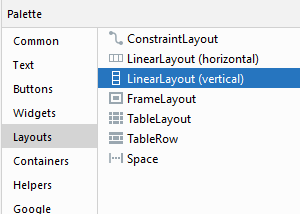 Palette
Common
Text
Buttons
Widgets
Layouts
Containers
Helpers
Google
ConstraintLayout
LinearLayout (horizontal)
LinearLayout (vertical)
FrameLayout
TableLayout
TableRow
Space